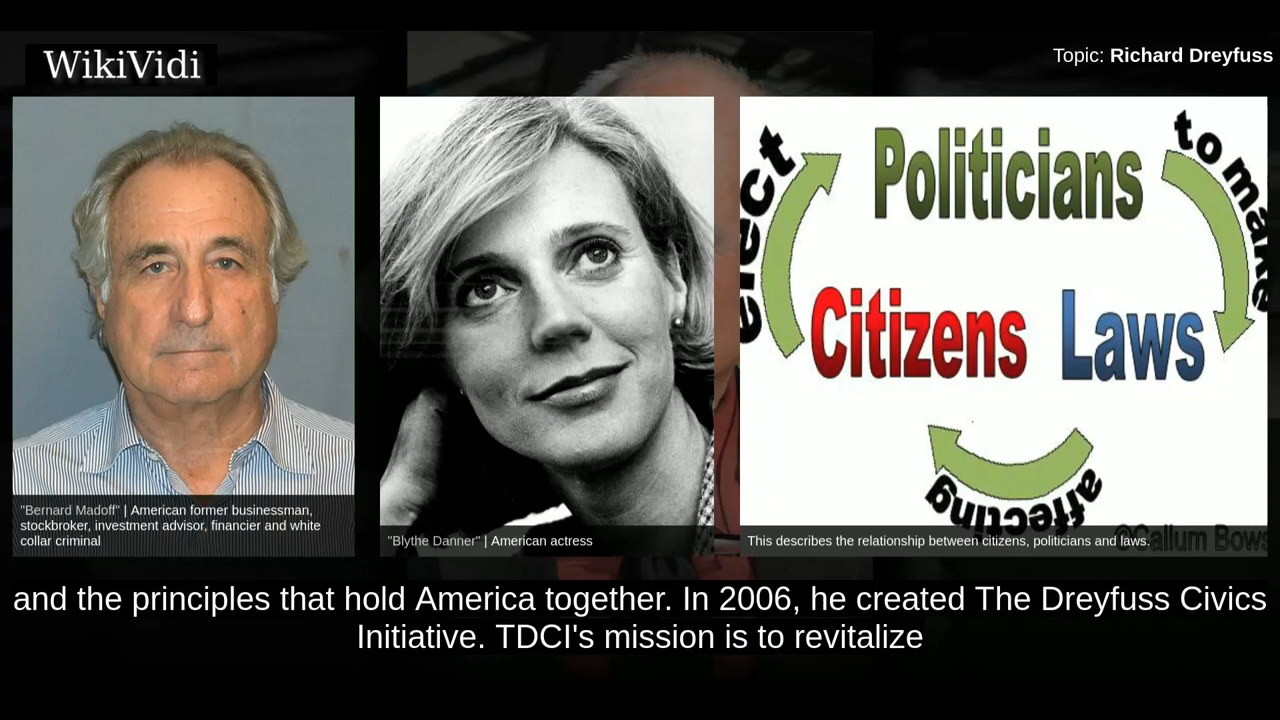 WikiVidi
Topic: Richard Dreyfuss
"Bernard Madoff" | American former businessman,
stockbroker, investment advisor, financier and white
collar criminal
"Blythe Danner" | American actress
elect
Politicians
to make
Citizens Laws
affecting
©Callum Bows
This describes the relationship between citizens, politicians and laws.
and the principles that hold America together. In 2006, he created The Dreyfuss Civics
Initiative. TDCI's mission is to revitalize